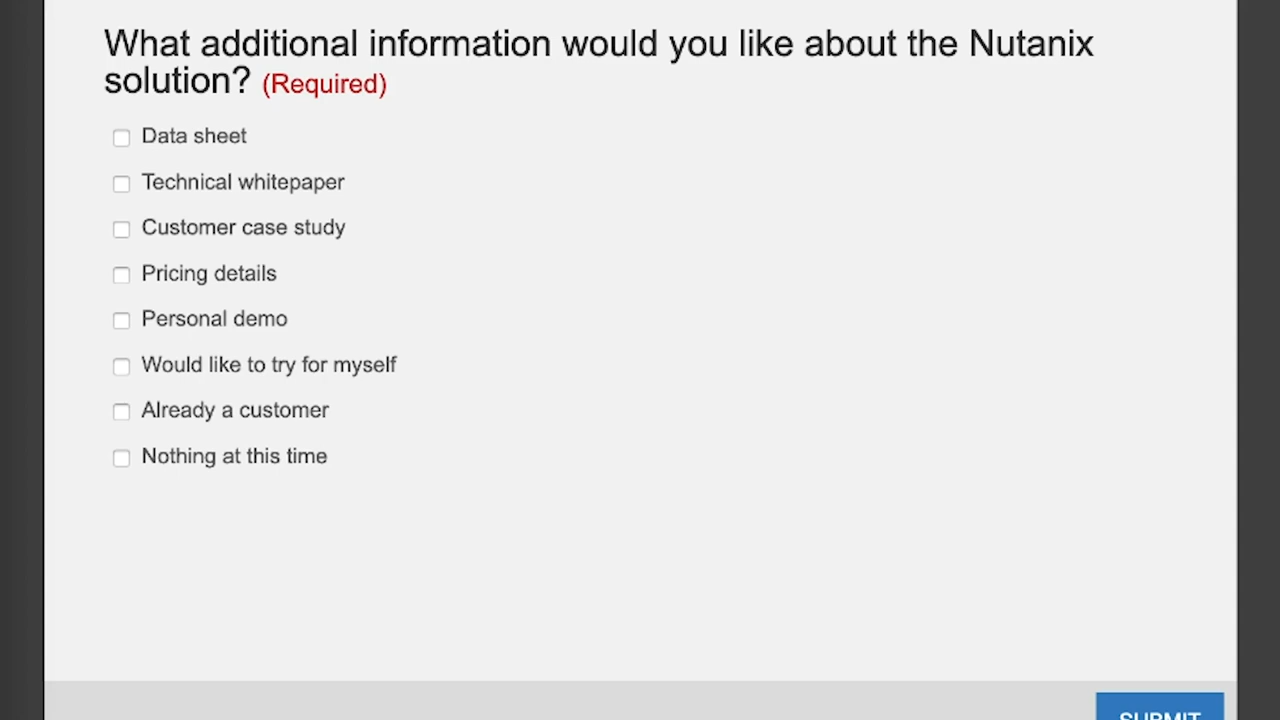 What additional information would you like about the Nutanix
solution? (Required)
Data sheet
Technical whitepaper
Customer case study
Pricing details
Personal demo
Would like to try for myself
Already a customer
Nothing at this time
SUBMIT